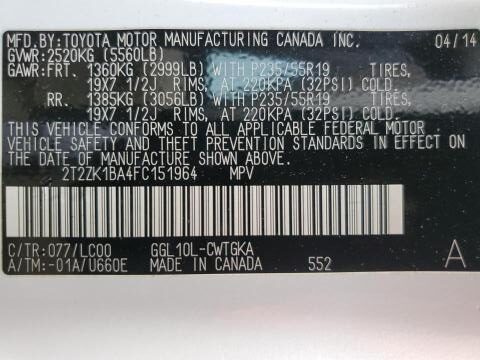 MFD.BY:TOYOTA MOTOR MANUFACTURING CANADA INC. 04/14
GVWR:2520KG (5560LB)
GAWR:FRT. 1360KG (2999LB) WITH P235/55R19 TIRES,
19X7 1/2J RIMS, AT 220KPA (32PSI) COLD.
RR. 1385KG (3056LB) WITH P235/55R19 TIRES,
19X7 1/2J RIMS, AT 220KPA (32PSI) COLD.
THIS VEHICLE CONFORMS TO ALL APPLICABLE FEDERAL MOTOR
VEHICLE SAFETY AND THEFT PREVENTION STANDARDS IN EFFECT ON
THE DATE OF MANUFACTURE SHOWN ABOVE.
2T2ZK1BA4FC151964 MPV
C/TR:077/LC00 GGL10L-CWTGKA A
A/TM:-01A/U660E MADE IN CANADA 552